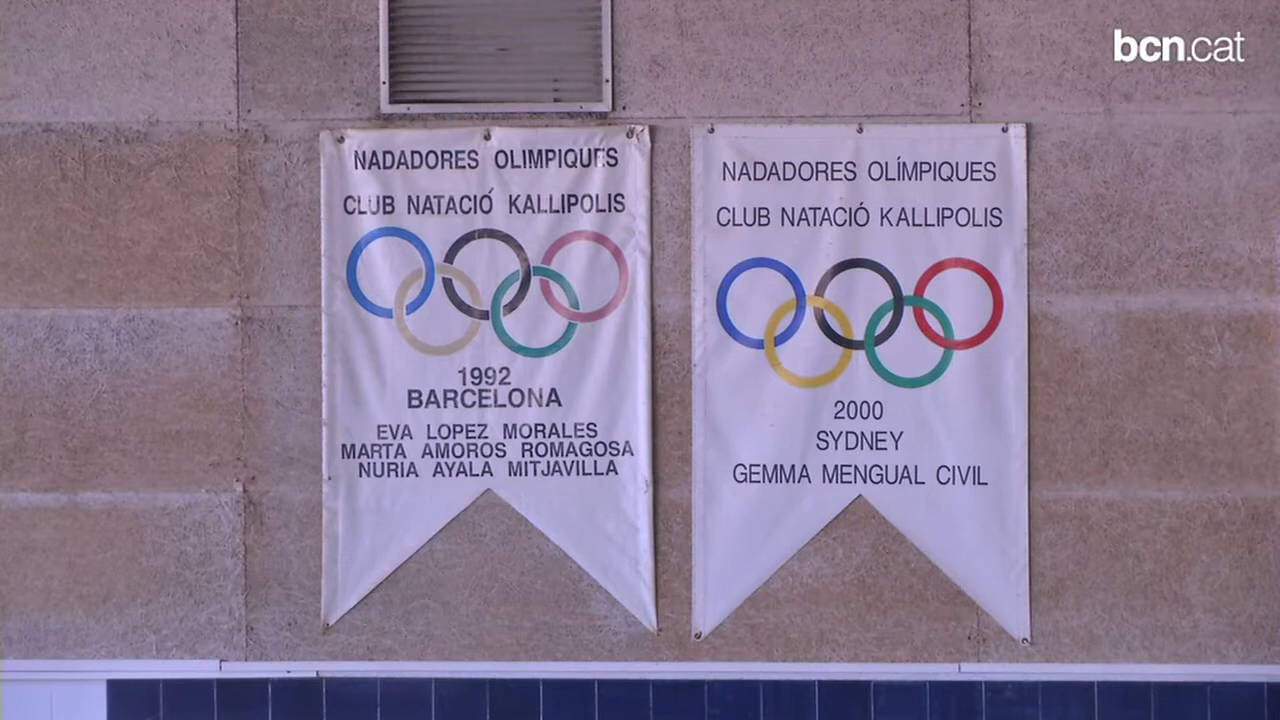 bcn.cat
NADADORES OLIMPIQUES
CLUB NATACIÓ KALLIPOLIS
1992
BARCELONA
EVA LOPEZ MORALES
MARTA AMOROS ROMAGOSA
NURIA AYALA MITJAVILLA
NADADORES OLÍMPIQUES
CLUB NATACIÓ KALLIPOLIS
2000
SYDNEY
GEMMA MENGUAL CIVIL